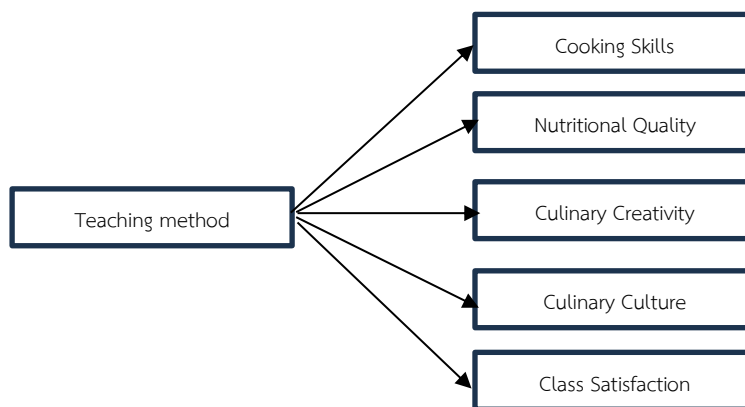 Cooking Skills
Nutritional Quality
Teaching method
Culinary Creativity
Culinary Culture
Class Satisfaction